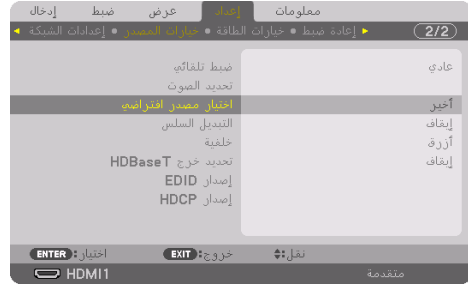 إدخال ضبط عرض إعداد معلومات
◄ إعدادات الشبكة • خيارات المصدر • خيارات الطاقة • إعادة ضبط ► 2/2
ضبط تلقائي عادي
تحديد الصوت
اختيار مصدر افتراضي أخير
التبديل السلس إيقاف
خلفية أزرق
تحديد خرج HDBaseT إيقاف
إصدار EDID
إصدار HDCP
ENTER :اختيار EXIT :خروج نقل:
HDMI1 متقدمة